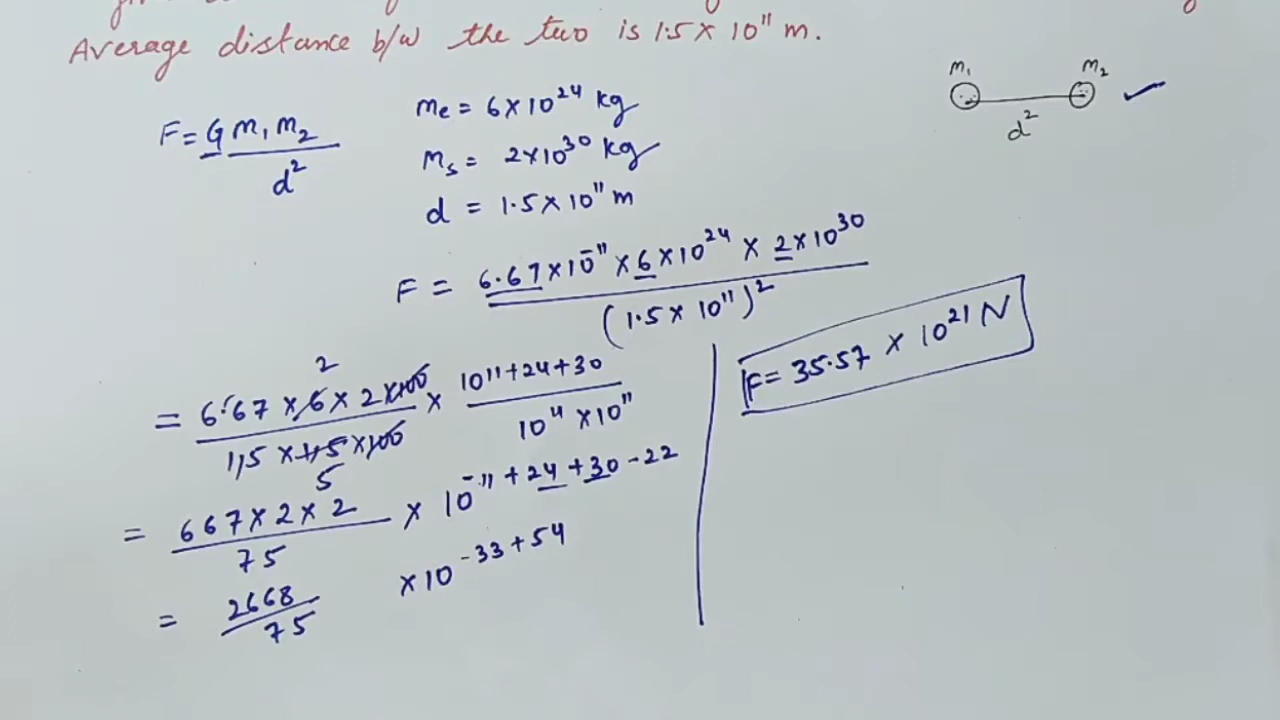 Average distance b/w the two is 1.5 × 10¹¹ m.
m₁ m₂
d²
F = G m₁ m₂ / d²
me = 6×10²⁴ kg
Ms = 2×10³⁰ kg
d = 1.5×10¹¹ m
F = 6.67×10⁻¹¹ × 6×10²⁴ × 2×10³⁰ / (1.5×10¹¹)²
2
= 6.67 × 6 × 2 × 100 / 1.5 × 1.5 × 100 × 10¹¹⁺²⁴⁺³⁰ / 10¹¹ × 10¹¹
5
= 667×2×2 / 75 × 10⁻¹¹⁺²⁴⁺³⁰⁻²²
= 2668 / 75 ×10⁻³³⁺⁵⁴
F = 35.57 × 10²¹ N